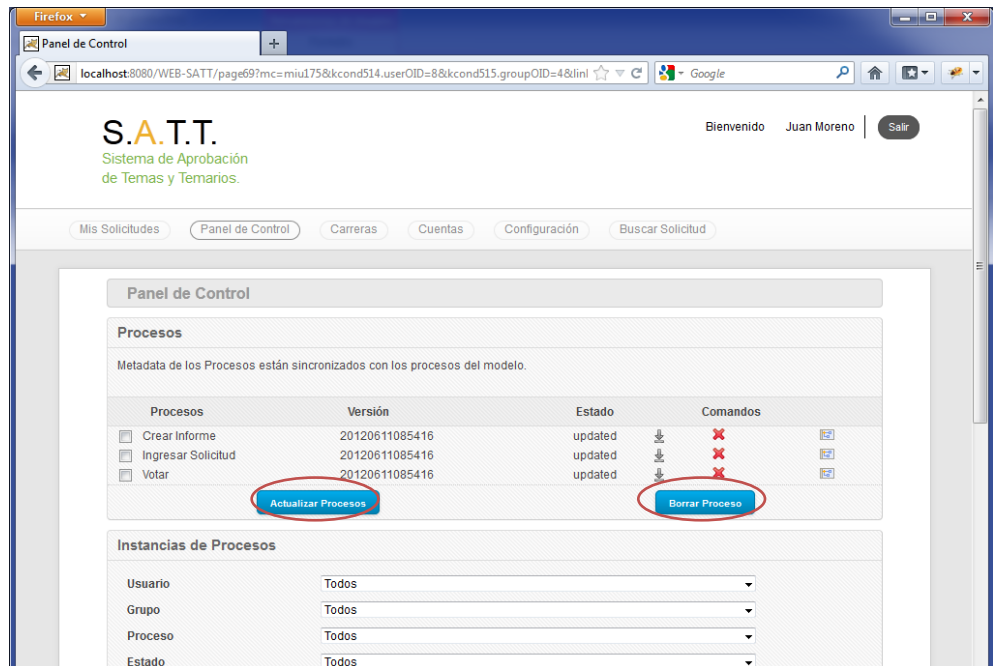 Firefox
Panel de Control
+
localhost:8080/WEB-SATT/page69?mc=miu175&kcond514.userOID=8&kcond515.groupOID=4&linl
Google
S.A.T.T.
Sistema de Aprobación
de Temas y Temarios.
Bienvenido Juan Moreno Salir
Mis Solicitudes Panel de Control Carreras Cuentas Configuración Buscar Solicitud
Panel de Control
Procesos
Metadata de los Procesos están sincronizados con los procesos del modelo.
Procesos Versión Estado Comandos
Crear Informe 20120611085416 updated
Ingresar Solicitud 20120611085416 updated
Votar 20120611085416 updated
Actualizar Procesos Borrar Proceso
Instancias de Procesos
Usuario Todos
Grupo Todos
Proceso Todos
Estado Todos